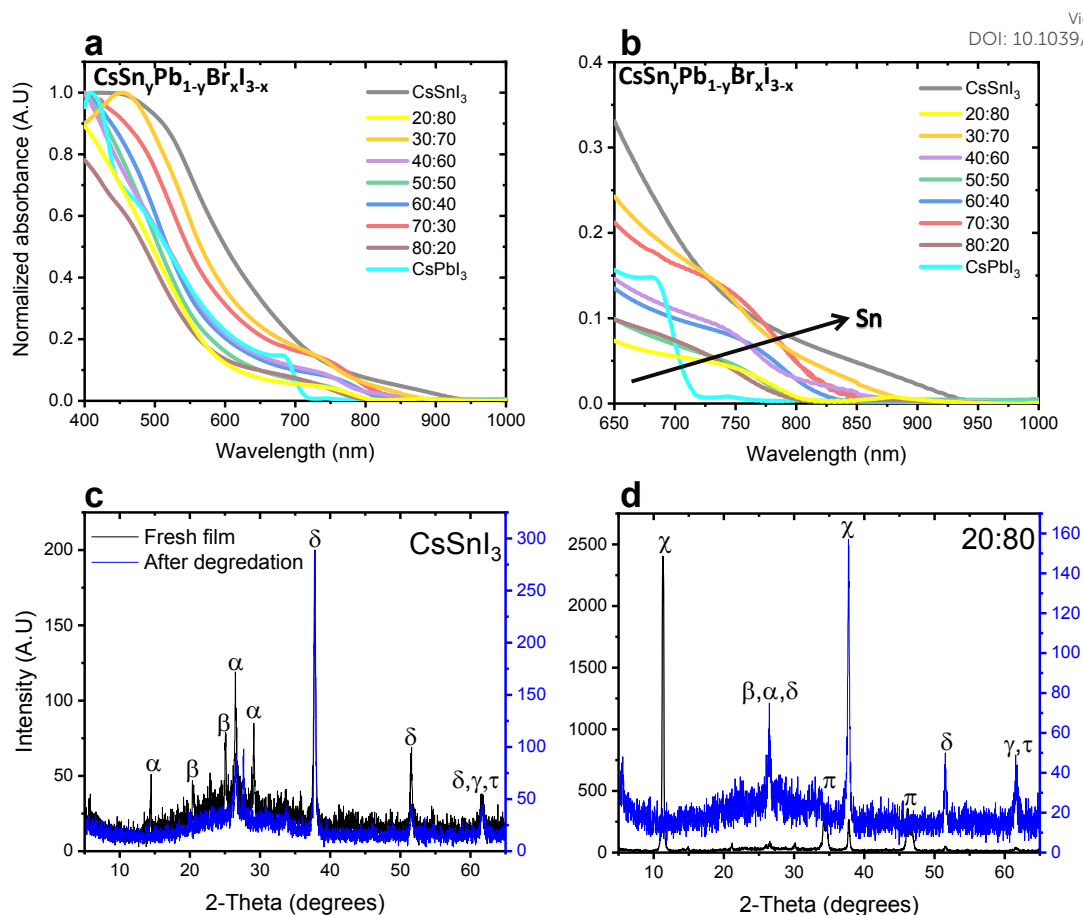 Vie
DOI: 10.1039/
a
CsSnyPb1-yBrxI3-x
CsSnI3
20:80
30:70
40:60
50:50
60:40
70:30
80:20
CsPbI3
1.0
0.8
0.6
0.4
0.2
0.0
400 500 600 700 800 900 1000
Normalized absorbance (A.U)
Wavelength (nm)
b
CsSnyPb1-yBrxI3-x
CsSnI3
20:80
30:70
40:60
50:50
60:40
70:30
80:20
CsPbI3
Sn
0.4
0.3
0.2
0.1
0.0
650 700 750 800 850 900 950 1000
Wavelength (nm)
c
Fresh film
After degredation
CsSnI3
δ
α
β
β
α
α
δ
δ,γ,τ
200
150
100
50
0
300
250
200
150
100
50
0
10 20 30 40 50 60
Intensity (A.U)
2-Theta (degrees)
d
20:80
χ
χ
β,α,δ
π
π
δ
γ,τ
2500
2000
1500
1000
500
250
0
160
140
120
100
80
60
40
20
0
10 20 30 40 50 60
2-Theta (degrees)